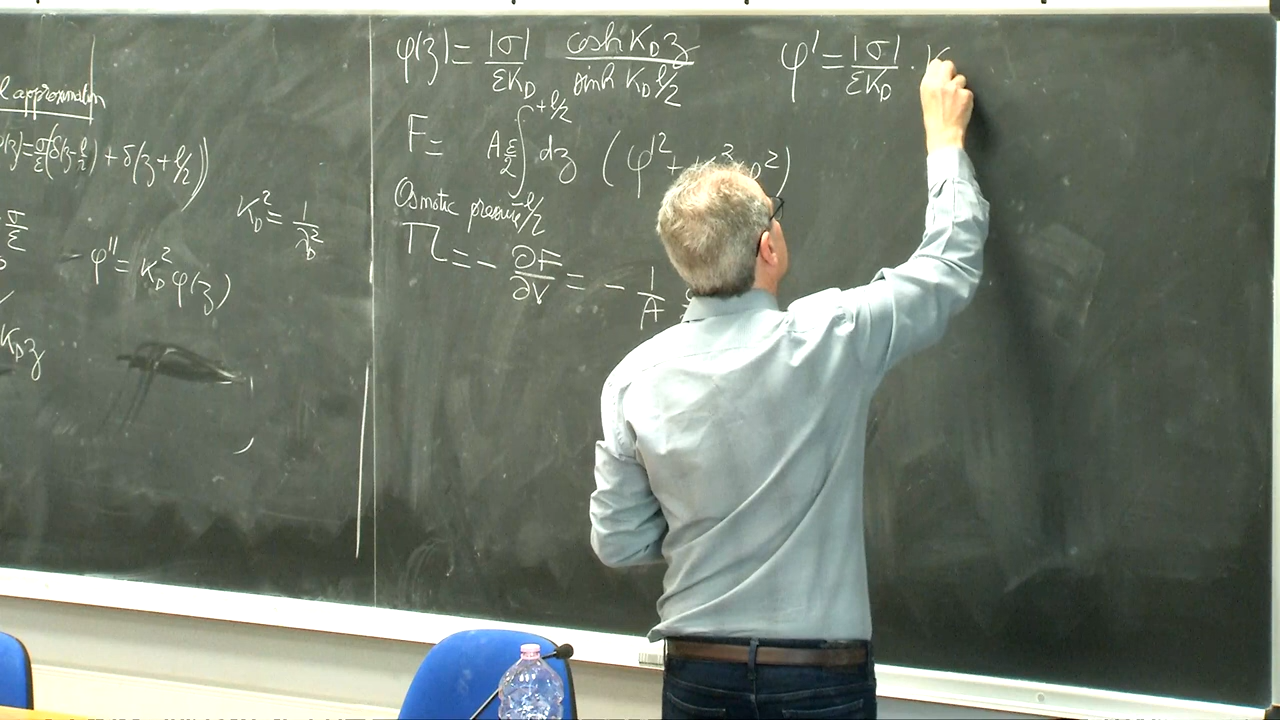 l approximation
)=σ/ε(δ(z-ℓ/2) + δ(z+ℓ/2))
K_D² = 1/λ_D²
σ/ε
φ'' = K_D² φ(z)
K_D z
φ(z) = |σ|/(εK_D) cosh K_D z / sinh K_D ℓ/2
F = A ε/2 ∫_{-ℓ/2}^{+ℓ/2} dz (φ'² + κ² φ²)
Osmotic pressure
Π = - ∂F/∂V = - 1/A
φ' = |σ|/(εK_D) · K